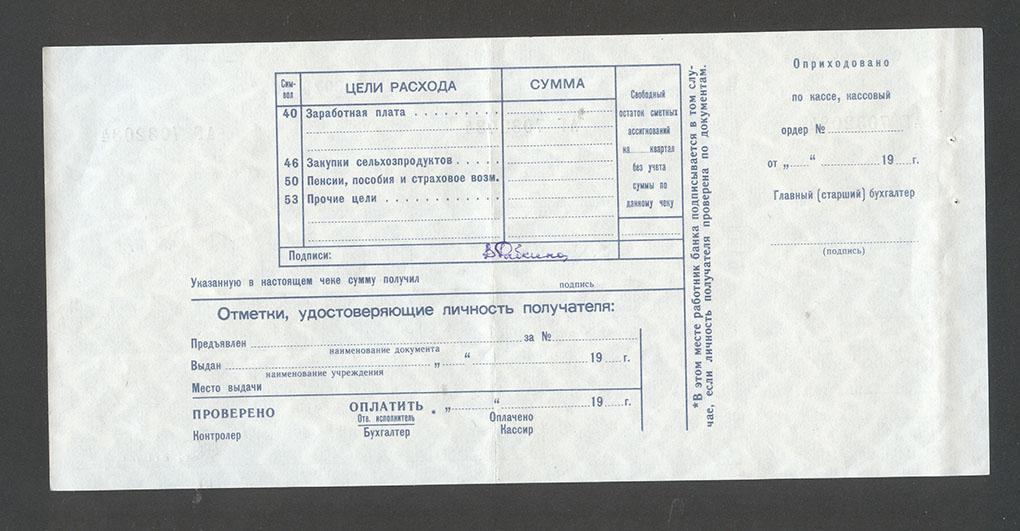 Сим-
вол
ЦЕЛИ РАСХОДА
СУММА
Свободный
остаток сметных
ассигнований
на квартал
без учета
суммы по
данному чеку
40 Заработная плата
46 Закупки сельхозпродуктов
50 Пенсии, пособия и страховое возм.
53 Прочие цели
Подписи:
Указанную в настоящем чеке сумму получил
подпись
Отметки, удостоверяющие личность получателя:
Предъявлен за №
наименование документа
Выдан „ “ 19 г.
наименование учреждения
Место выдачи
ПРОВЕРЕНО
ОПЛАТИТЬ * „ “ 19 г.
Отв. исполнитель
Оплачено
Контролер
Бухгалтер
Кассир
*В этом месте работник банка подписывается в том слу-
чае, если личность получателя проверена по документам.
Оприходовано
по кассе, кассовый
ордер №
от „ “ 19 г.
Главный (старший) бухгалтер
(подпись)